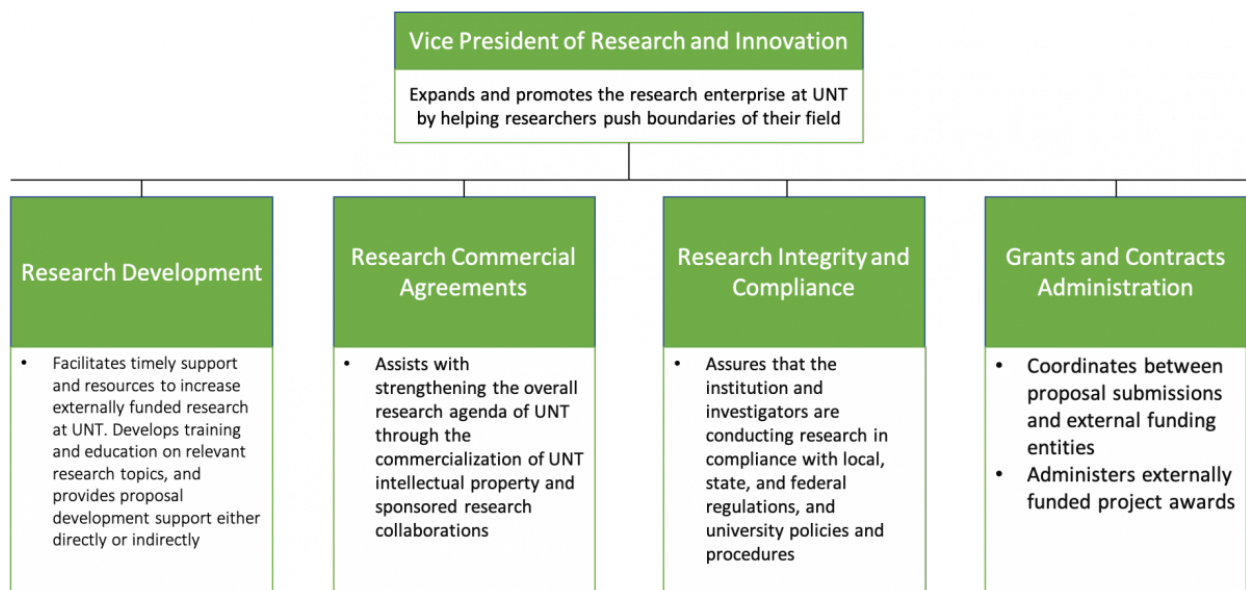 Vice President of Research and Innovation
Expands and promotes the research enterprise at UNT
by helping researchers push boundaries of their field
Research Development
• Facilitates timely support
and resources to increase
externally funded research
at UNT. Develops training
and education on relevant
research topics, and
provides proposal
development support either
directly or indirectly
Research Commercial
Agreements
• Assists with
strengthening the overall
research agenda of UNT
through the
commercialization of UNT
intellectual property and
sponsored research
collaborations
Research Integrity and
Compliance
• Assures that the
institution and
investigators are
conducting research in
compliance with local,
state, and federal
regulations, and
university policies and
procedures
Grants and Contracts
Administration
• Coordinates between
proposal submissions
and external funding
entities
• Administers externally
funded project awards